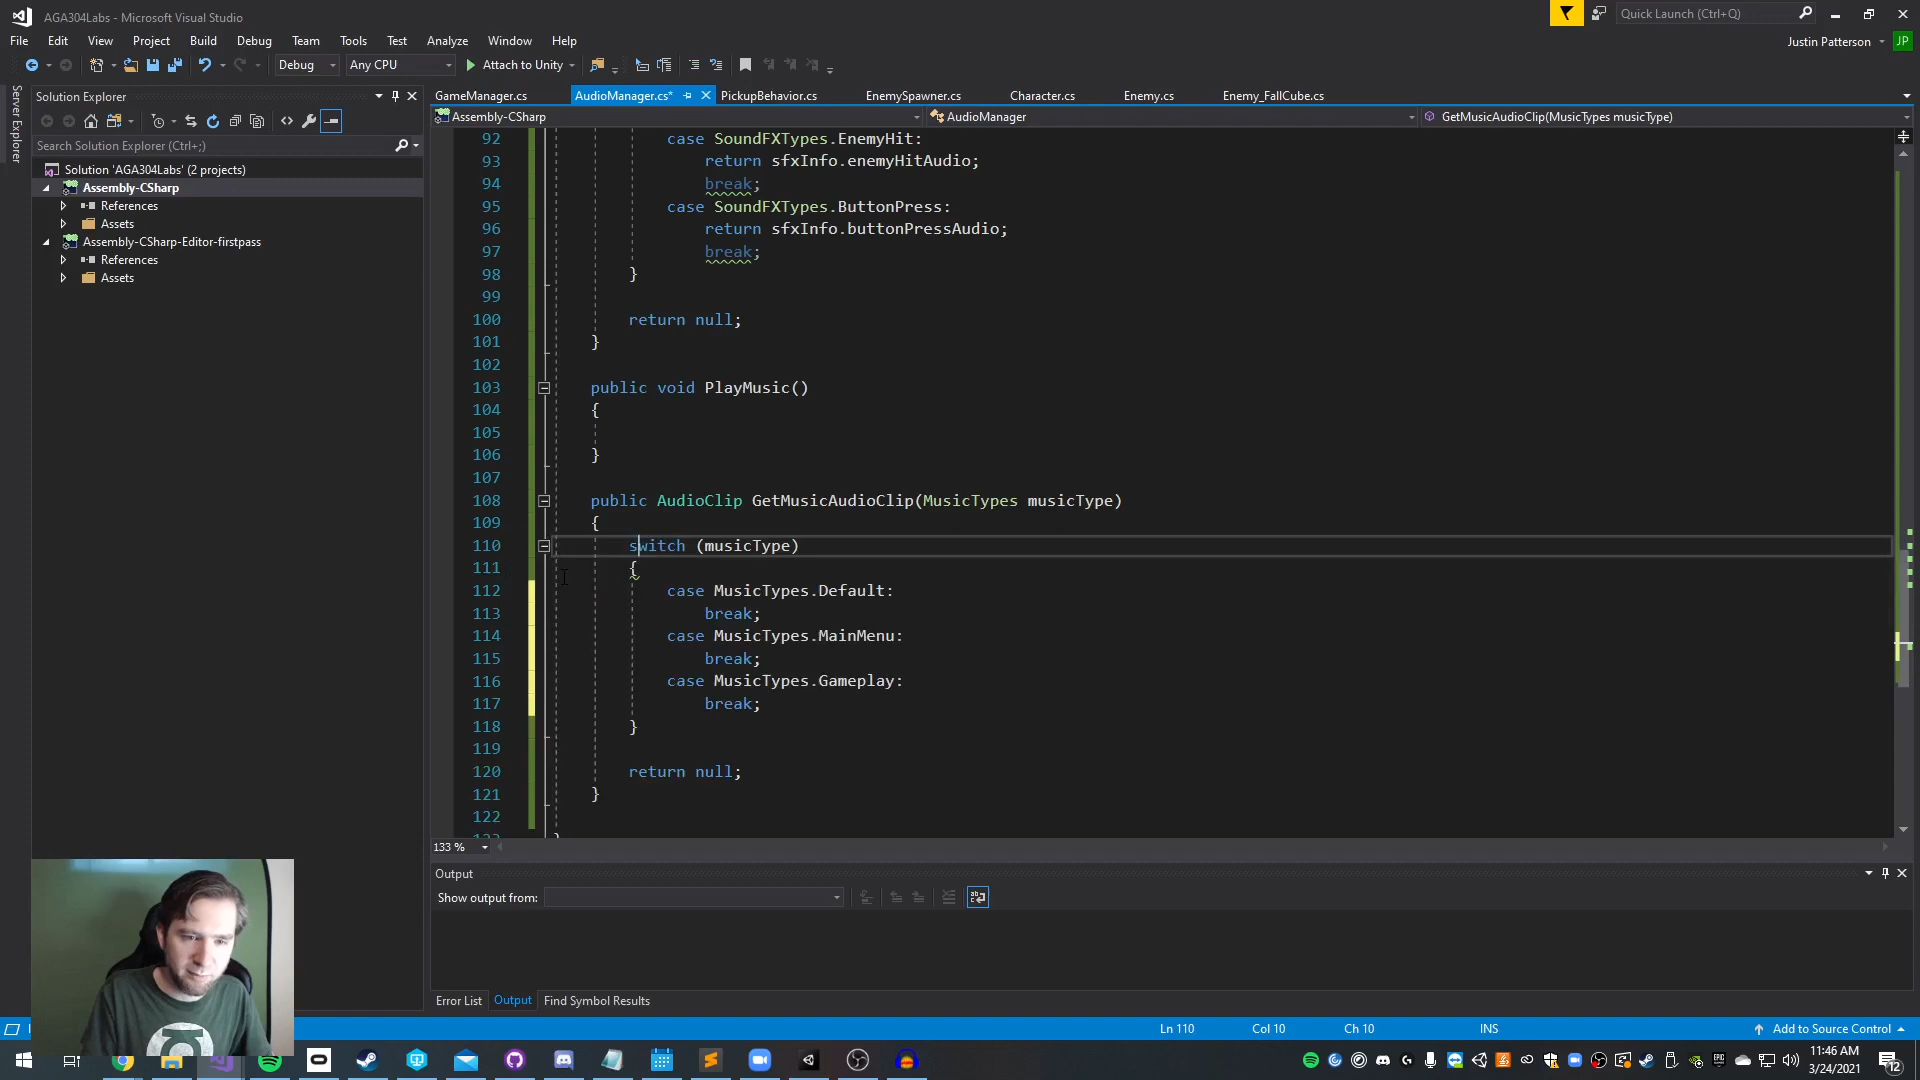 AGA304Labs - Microsoft Visual Studio
Quick Launch (Ctrl+Q)
File Edit View Project Build Debug Team Tools Test Analyze Window Help
Justin Patterson JP
Debug Any CPU Attach to Unity
Server Explorer
Solution Explorer
Search Solution Explorer (Ctrl+;)
Solution 'AGA304Labs' (2 projects)
Assembly-CSharp
References
Assets
Assembly-CSharp-Editor-firstpass
References
Assets
GameManager.cs AudioManager.cs* PickupBehavior.cs EnemySpawner.cs Character.cs Enemy.cs Enemy_FallCube.cs
Assembly-CSharp AudioManager GetMusicAudioClip(MusicTypes musicType)
92 case SoundFXTypes.EnemyHit:
93 return sfxInfo.enemyHitAudio;
94 break;
95 case SoundFXTypes.ButtonPress:
96 return sfxInfo.buttonPressAudio;
97 break;
98 }
99
100 return null;
101 }
102
103 public void PlayMusic()
104 {
105
106 }
107
108 public AudioClip GetMusicAudioClip(MusicTypes musicType)
109 {
110 switch (musicType)
111 {
112 case MusicTypes.Default:
113 break;
114 case MusicTypes.MainMenu:
115 break;
116 case MusicTypes.Gameplay:
117 break;
118 }
119
120 return null;
121 }
122
133 %
Output
Show output from:
Error List Output Find Symbol Results
Ln 110 Col 10 Ch 10 INS Add to Source Control
11:46 AM
3/24/2021
12